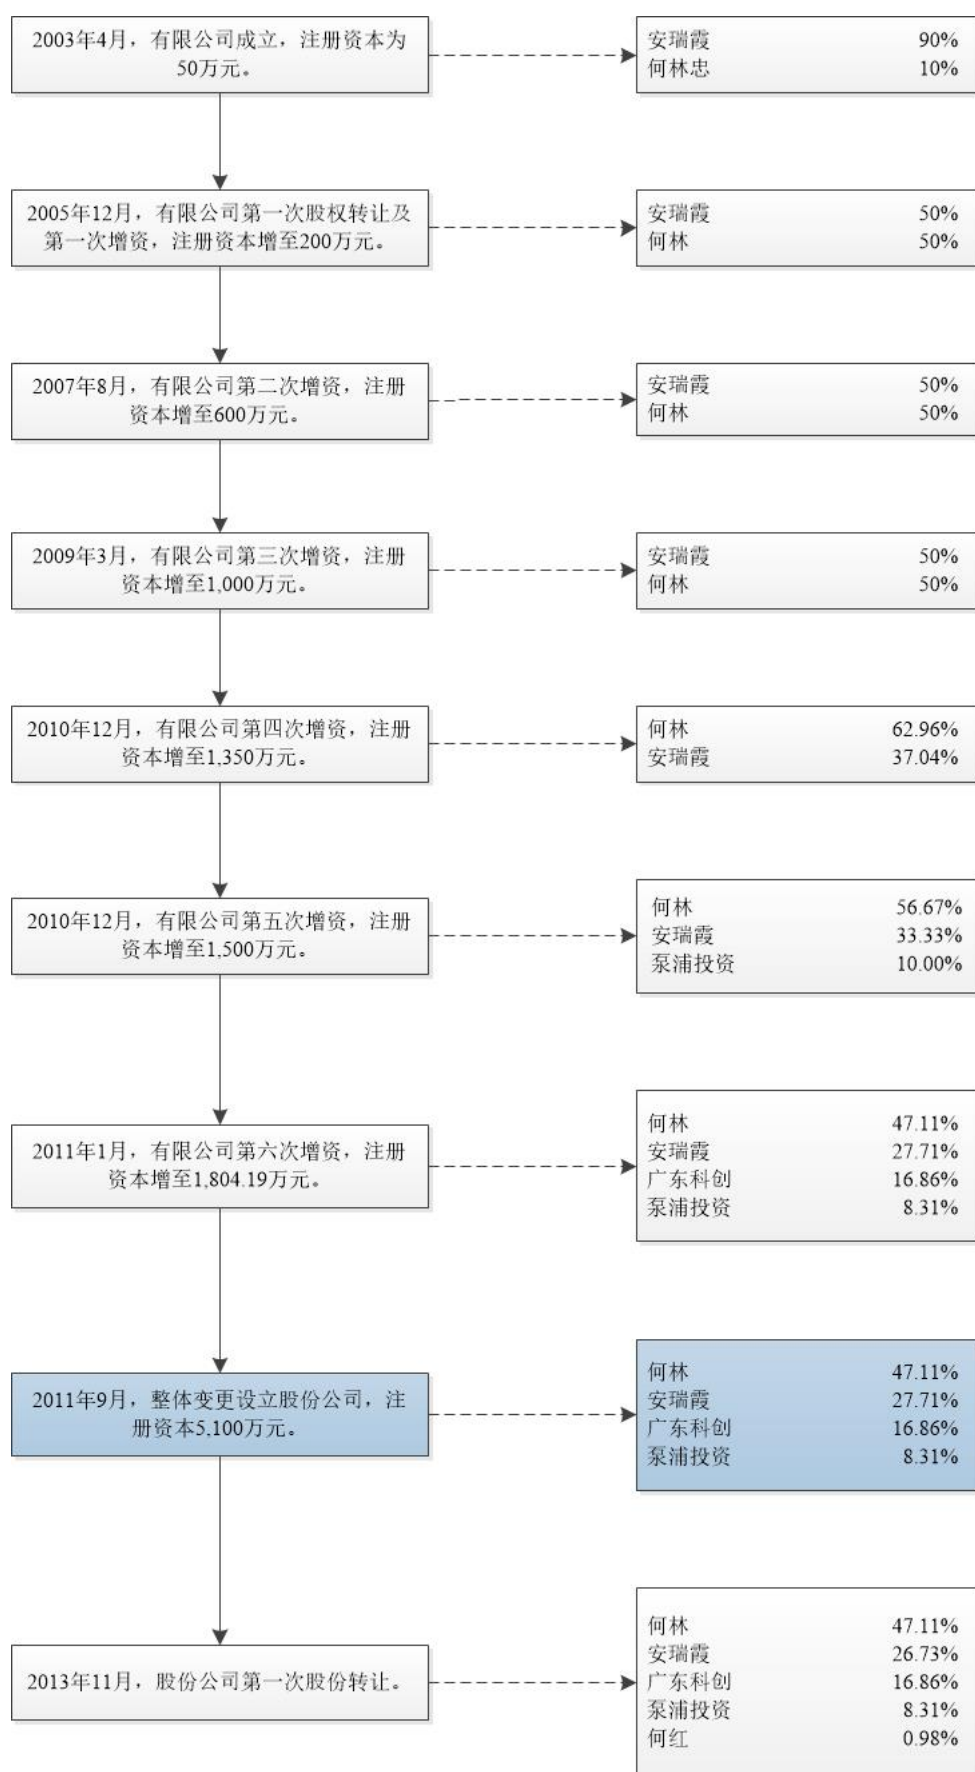 2003年4月，有限公司成立，注册资本为
50万元。
安瑞霞 90%
何林忠 10%
2005年12月，有限公司第一次股权转让及
第一次增资，注册资本增至200万元。
安瑞霞 50%
何林 50%
2007年8月，有限公司第二次增资，注册
资本增至600万元。
安瑞霞 50%
何林 50%
2009年3月，有限公司第三次增资，注册
资本增至1,000万元。
安瑞霞 50%
何林 50%
2010年12月，有限公司第四次增资，注册
资本增至1,350万元。
何林 62.96%
安瑞霞 37.04%
2010年12月，有限公司第五次增资，注册
资本增至1,500万元。
何林 56.67%
安瑞霞 33.33%
泵浦投资 10.00%
2011年1月，有限公司第六次增资，注册
资本增至1,804.19万元。
何林 47.11%
安瑞霞 27.71%
广东科创 16.86%
泵浦投资 8.31%
2011年9月，整体变更设立股份公司，注
册资本5,100万元。
何林 47.11%
安瑞霞 27.71%
广东科创 16.86%
泵浦投资 8.31%
2013年11月，股份公司第一次股份转让。
何林 47.11%
安瑞霞 26.73%
广东科创 16.86%
泵浦投资 8.31%
何红 0.98%